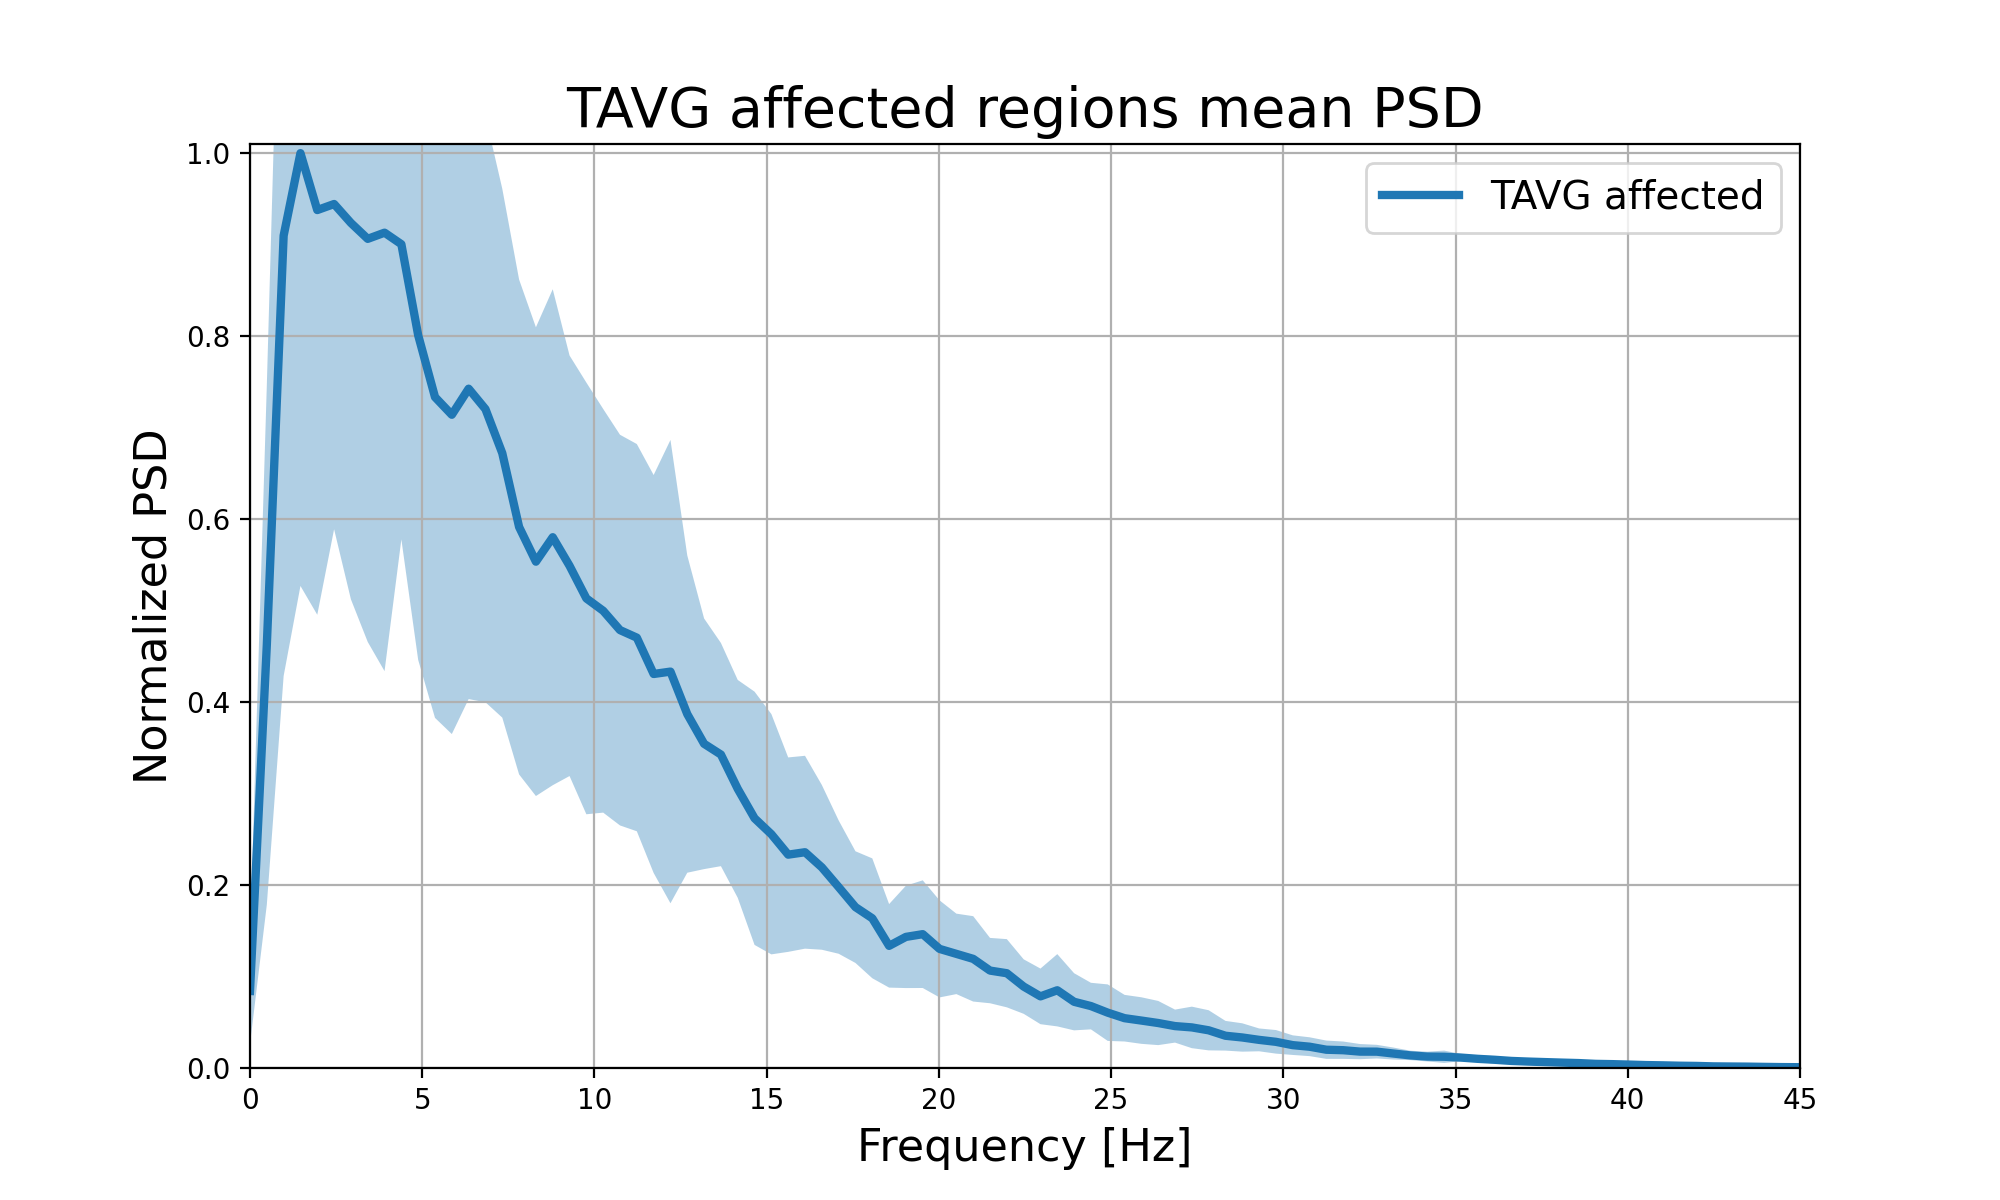 TAVG affected regions mean PSD
TAVG affected
Normalized PSD
1.0
0.8
0.6
0.4
0.2
0.0
0 5 10 15 20 25 30 35 40 45
Frequency [Hz]